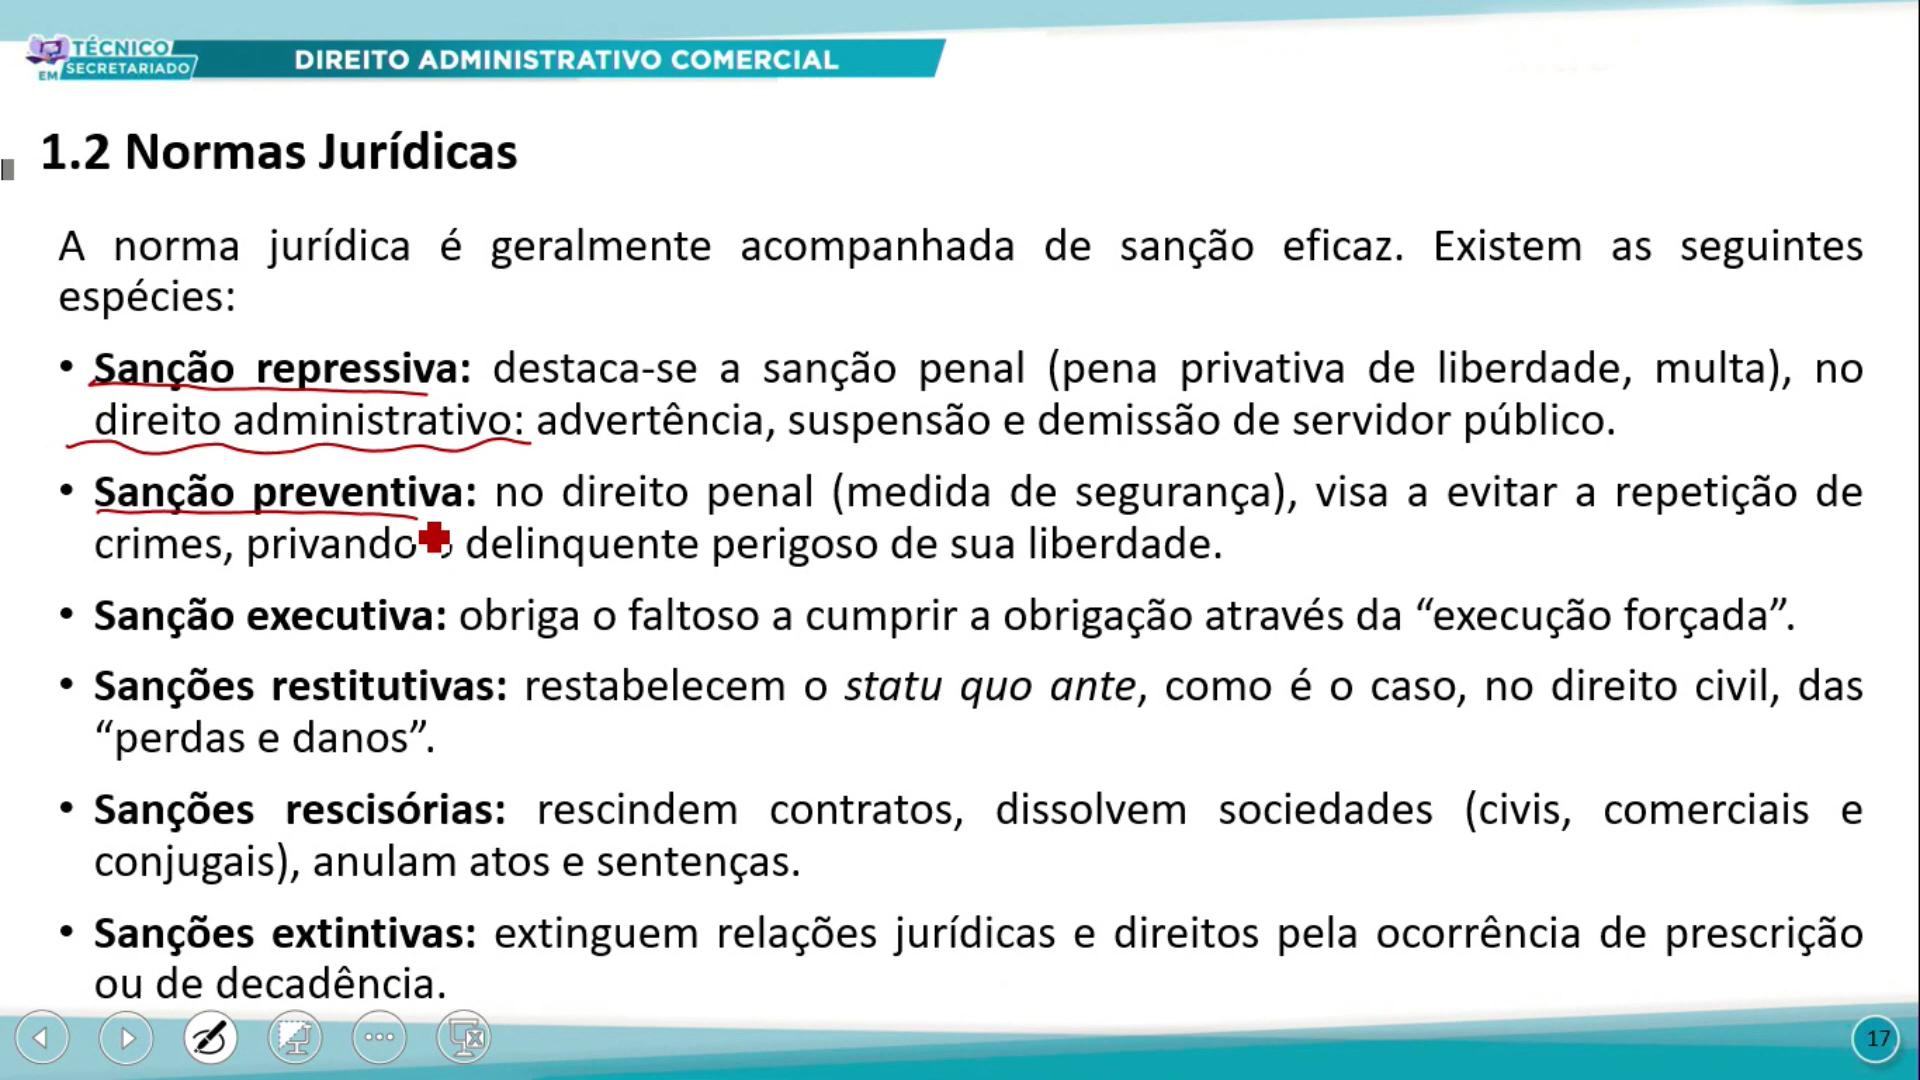 TÉCNICO
EM SECRETARIADO
DIREITO ADMINISTRATIVO COMERCIAL
1.2 Normas Jurídicas
A norma jurídica é geralmente acompanhada de sanção eficaz. Existem as seguintes
espécies:
• Sanção repressiva: destaca-se a sanção penal (pena privativa de liberdade, multa), no
direito administrativo: advertência, suspensão e demissão de servidor público.
• Sanção preventiva: no direito penal (medida de segurança), visa a evitar a repetição de
crimes, privando delinquente perigoso de sua liberdade.
• Sanção executiva: obriga o faltoso a cumprir a obrigação através da “execução forçada”.
• Sanções restitutivas: restabelecem o statu quo ante, como é o caso, no direito civil, das
“perdas e danos”.
• Sanções rescisórias: rescindem contratos, dissolvem sociedades (civis, comerciais e
conjugais), anulam atos e sentenças.
• Sanções extintivas: extinguem relações jurídicas e direitos pela ocorrência de prescrição
ou de decadência.
17